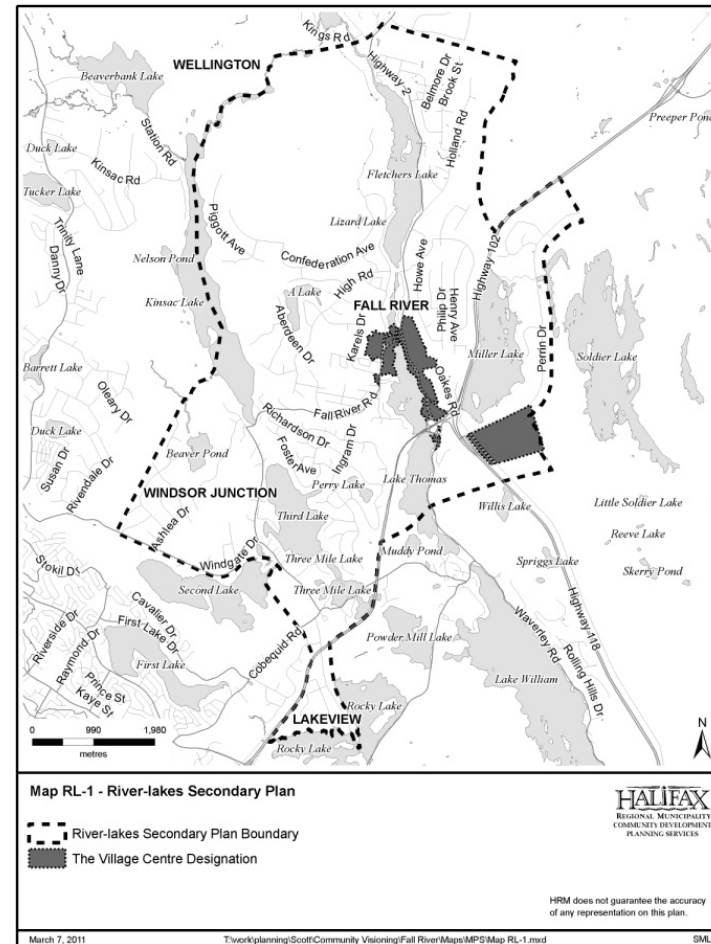 Kings Rd
WELLINGTON
Highway 2
Beaverbank Lake
Belmore Dr
Brook St
Preeper Pond
Station Rd
Holland Rd
Duck Lake
Kinsac Rd
Fletchers Lake
Tucker Lake
Piggott Ave
Lizard Lake
Trinity Lane
Danny Dr
Nelson Pond
Confederation Ave
Howe Ave
Highway 102
High Rd
Kinsac Lake
A Lake
FALL RIVER
Philip Dr
Henry Ave
Aberdeen Dr
Karels Dr
Miller Lake
Perrin Dr
Soldier Lake
Barrett Lake
Oleary Dr
Fall River Rd
Oakes Rd
Richardson Dr
Duck Lake
Susan Dr
Rivendale Dr
Beaver Pond
Foster Ave
Ingram Dr
Perry Lake
Lake Thomas
WINDSOR JUNCTION
Willis Lake
Little Soldier Lake
Ashlea Dr
Third Lake
Reeve Lake
Windgate Dr
Three Mile Lake
Muddy Pond
Spriggs Lake
Skerry Pond
Stokil Dr
Second Lake
Three Mile Lake
Cavalier Dr
First Lake Dr
Riverside Dr
Raymond Dr
First Lake
Cobequid Rd
Powder Mill Lake
Waverley Rd
Highway 118
Prince St
Kaye St
Lake William
Rolling Hills Dr
Rocky Lake
LAKEVIEW
Rocky Lake
0 990 1,980
metres
N
Map RL-1 - River-lakes Secondary Plan
HALIFAX
REGIONAL MUNICIPALITY
COMMUNITY DEVELOPMENT
PLANNING SERVICES
River-lakes Secondary Plan Boundary
The Village Centre Designation
HRM does not guarantee the accuracy
of any representation on this plan.
March 7, 2011 T:\work\planning\Scott\Community Visioning\Fall River\Maps\MPS\Map RL-1.mxd SML